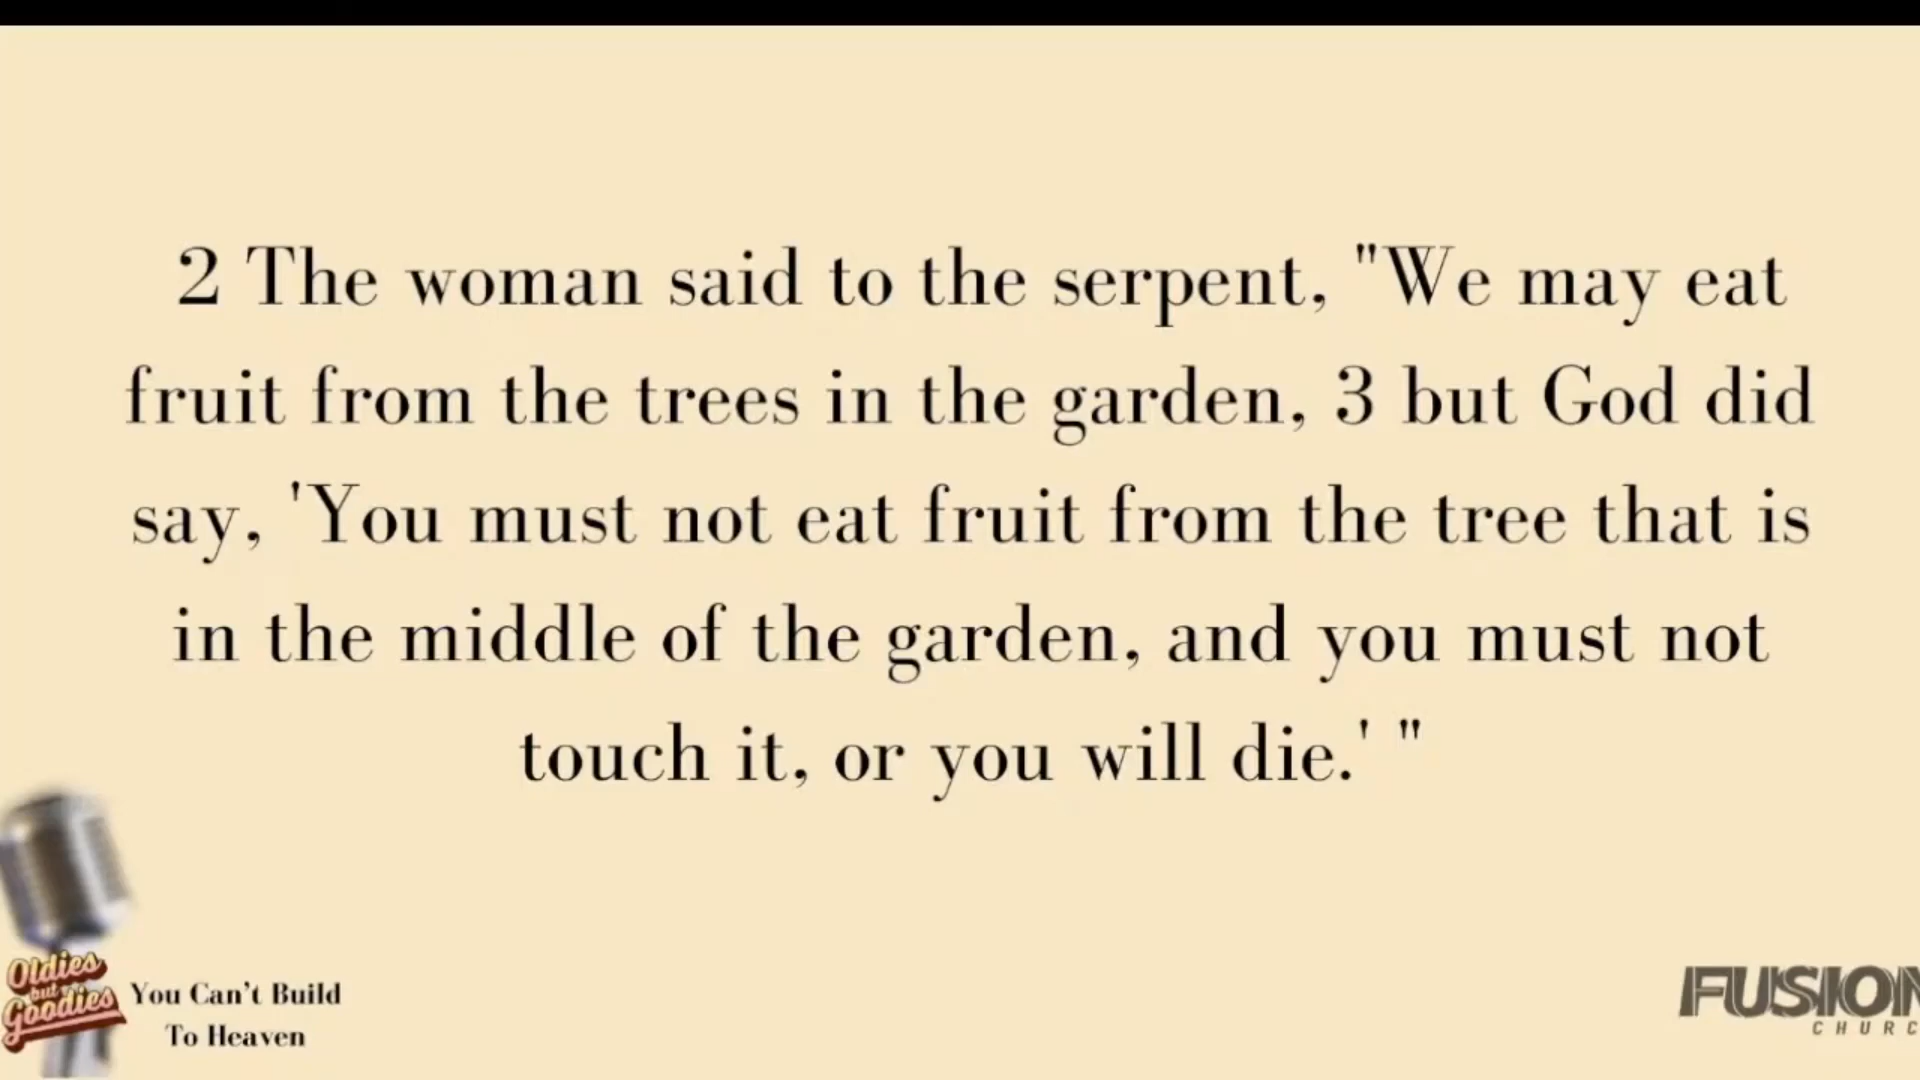 2 The woman said to the serpent, "We may eat
fruit from the trees in the garden, 3 but God did
say, 'You must not eat fruit from the tree that is
in the middle of the garden, and you must not
touch it, or you will die.' "
Oldies
but
Goodies
You Can't Build
To Heaven
FUSION
CHURC